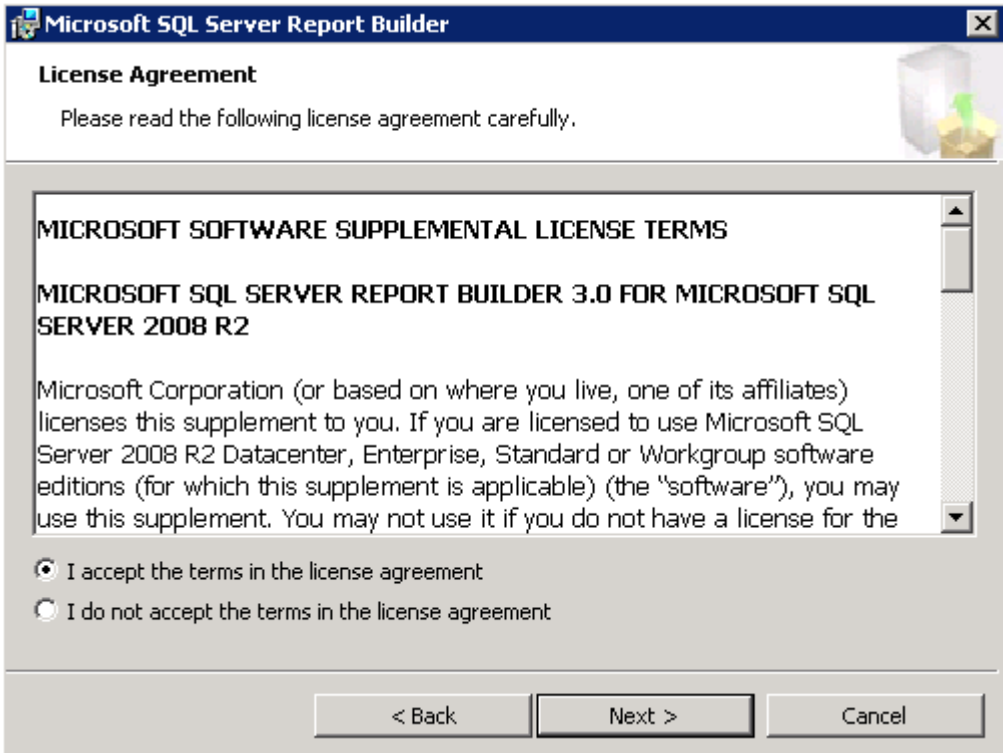 Microsoft SQL Server Report Builder
License Agreement
Please read the following license agreement carefully.
MICROSOFT SOFTWARE SUPPLEMENTAL LICENSE TERMS
MICROSOFT SQL SERVER REPORT BUILDER 3.0 FOR MICROSOFT SQL
SERVER 2008 R2
Microsoft Corporation (or based on where you live, one of its affiliates)
licenses this supplement to you. If you are licensed to use Microsoft SQL
Server 2008 R2 Datacenter, Enterprise, Standard or Workgroup software
editions (for which this supplement is applicable) (the "software"), you may
use this supplement. You may not use it if you do not have a license for the
I accept the terms in the license agreement
I do not accept the terms in the license agreement
< Back Next > Cancel